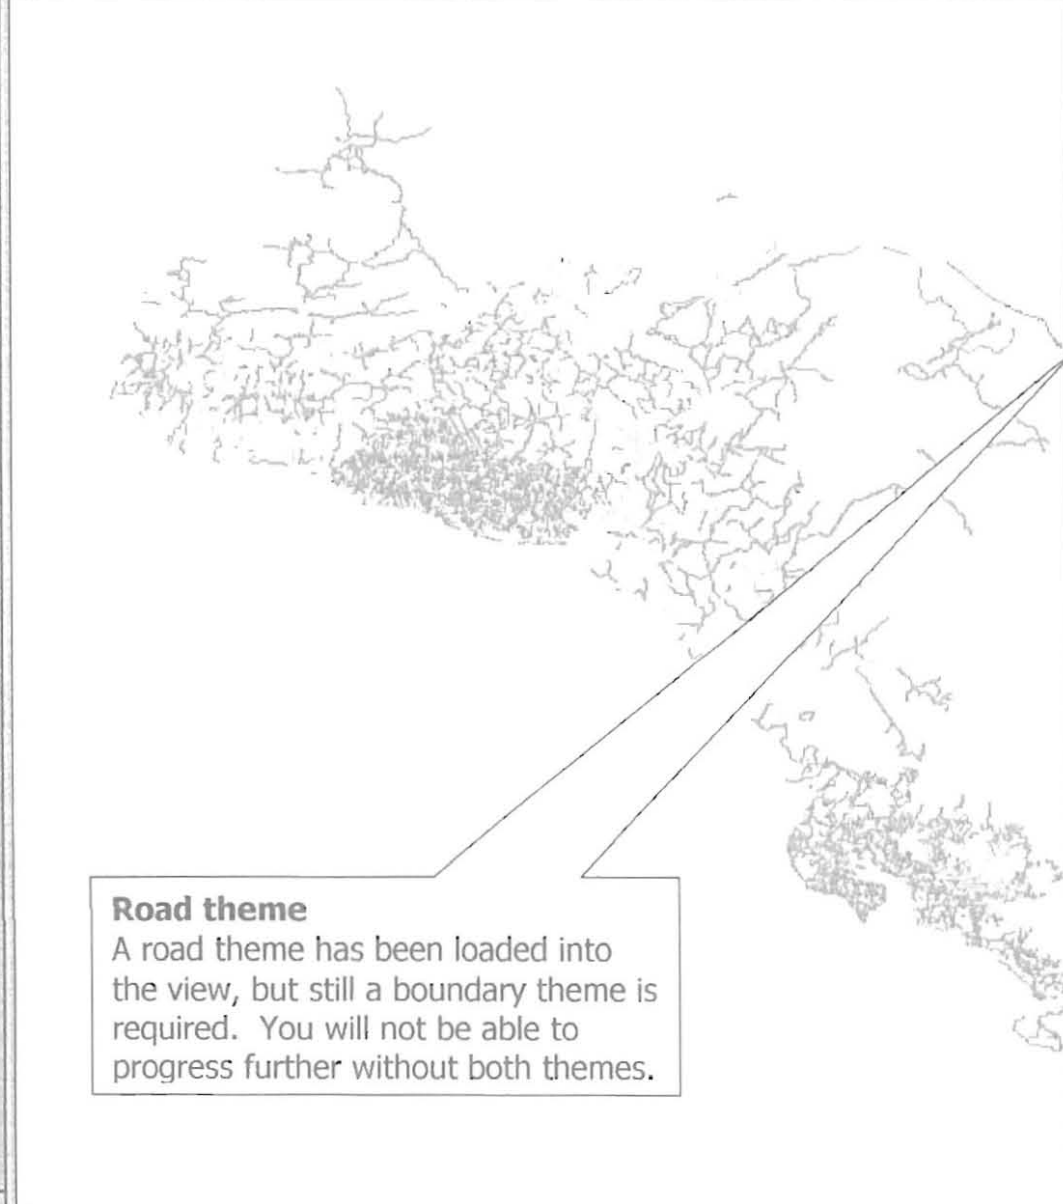 Road theme
A road theme has been loaded into
the view, but still a boundary theme is
required. You will not be able to
progress further without both themes.